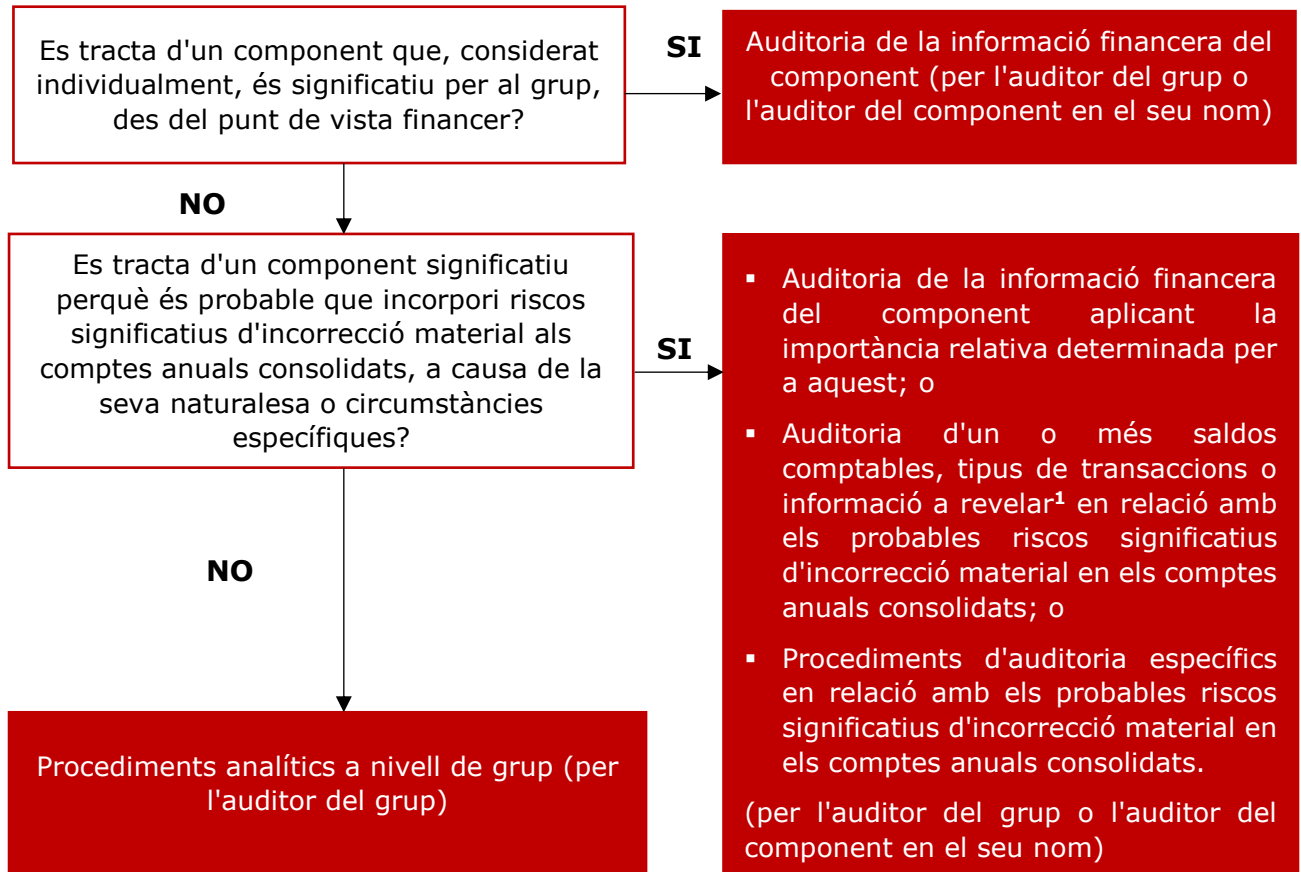 Es tracta d'un component que, considerat
individualment, és significatiu per al grup,
des del punt de vista financer?
SI
Auditoria de la informació financera del
component (per l'auditor del grup o
l'auditor del component en el seu nom)
NO
Es tracta d'un component significatiu
perquè és probable que incorpori riscos
significatius d'incorrecció material als
comptes anuals consolidats, a causa de la
seva naturalesa o circumstàncies
específiques?
SI
▪ Auditoria de la informació financera
del component aplicant la
importància relativa determinada per
a aquest; o
▪ Auditoria d'un o més saldos
comptables, tipus de transaccions o
informació a revelar¹ en relació amb
els probables riscos significatius
d'incorrecció material en els comptes
anuals consolidats; o
▪ Procediments d'auditoria específics
en relació amb els probables riscos
significatius d'incorrecció material en
els comptes anuals consolidats.
(per l'auditor del grup o l'auditor del
component en el seu nom)
NO
Procediments analítics a nivell de grup (per
l'auditor del grup)